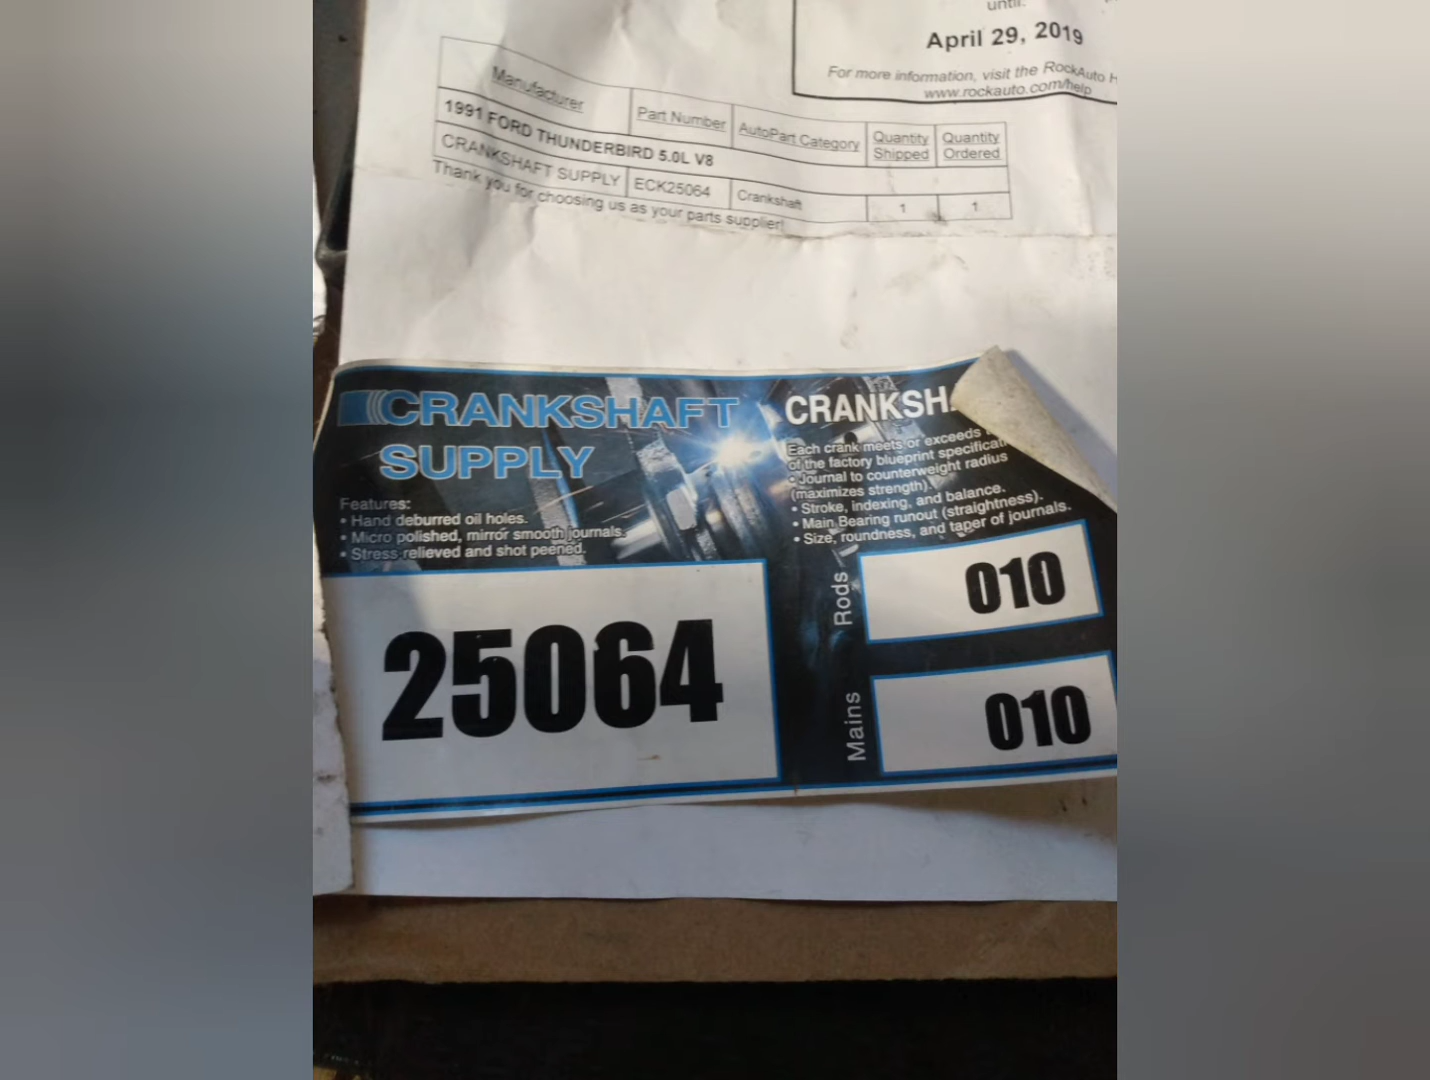 until:
April 29, 2019
For more information, visit the RockAuto H
www.rockauto.com/help
Manufacturer Part Number AutoPart Category Quantity Shipped Quantity Ordered
1991 FORD THUNDERBIRD 5.0L V8
CRANKSHAFT SUPPLY ECK25064 Crankshaft 1 1
Thank you for choosing us as your parts supplier!
CRANKSHAFT
SUPPLY
Features:
• Hand deburred oil holes.
• Micro polished, mirror smooth journals.
• Stress relieved and shot peened.
25064
CRANKSH
Each crank meets or exceeds
of the factory blueprint specificati
• Journal to counterweight radius
(maximizes strength).
• Stroke, indexing, and balance.
• Main Bearing runout (straightness).
• Size, roundness, and taper of journals.
Rods 010
Mains 010